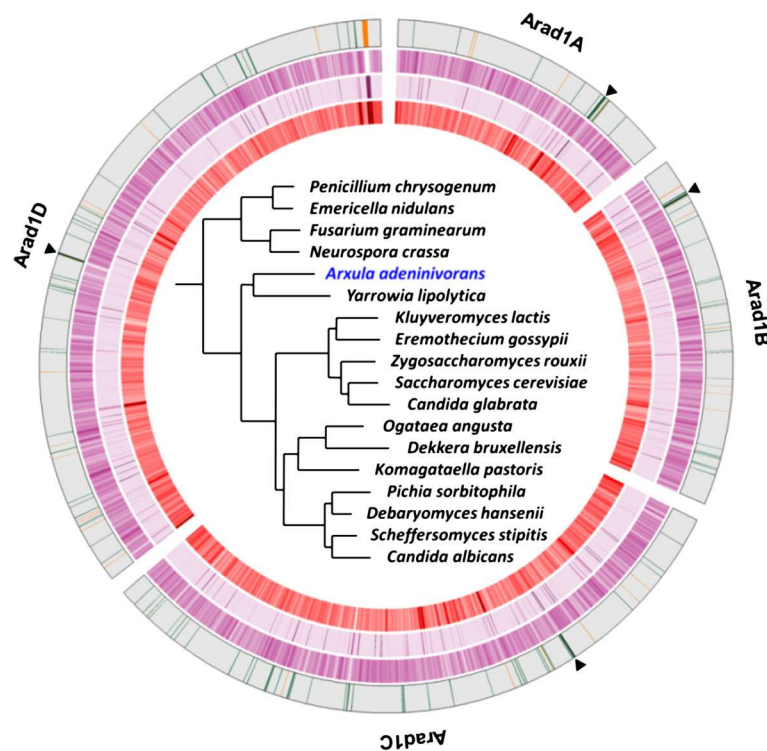 Arad1A
Arad1B
Arad1C
Arad1D
Penicillium chrysogenum
Emericella nidulans
Fusarium graminearum
Neurospora crassa
Arxula adeninivorans
Yarrowia lipolytica
Kluyveromyces lactis
Eremothecium gossypii
Zygosaccharomyces rouxii
Saccharomyces cerevisiae
Candida glabrata
Ogataea angusta
Dekkera bruxellensis
Komagataella pastoris
Pichia sorbitophila
Debaryomyces hansenii
Scheffersomyces stipitis
Candida albicans